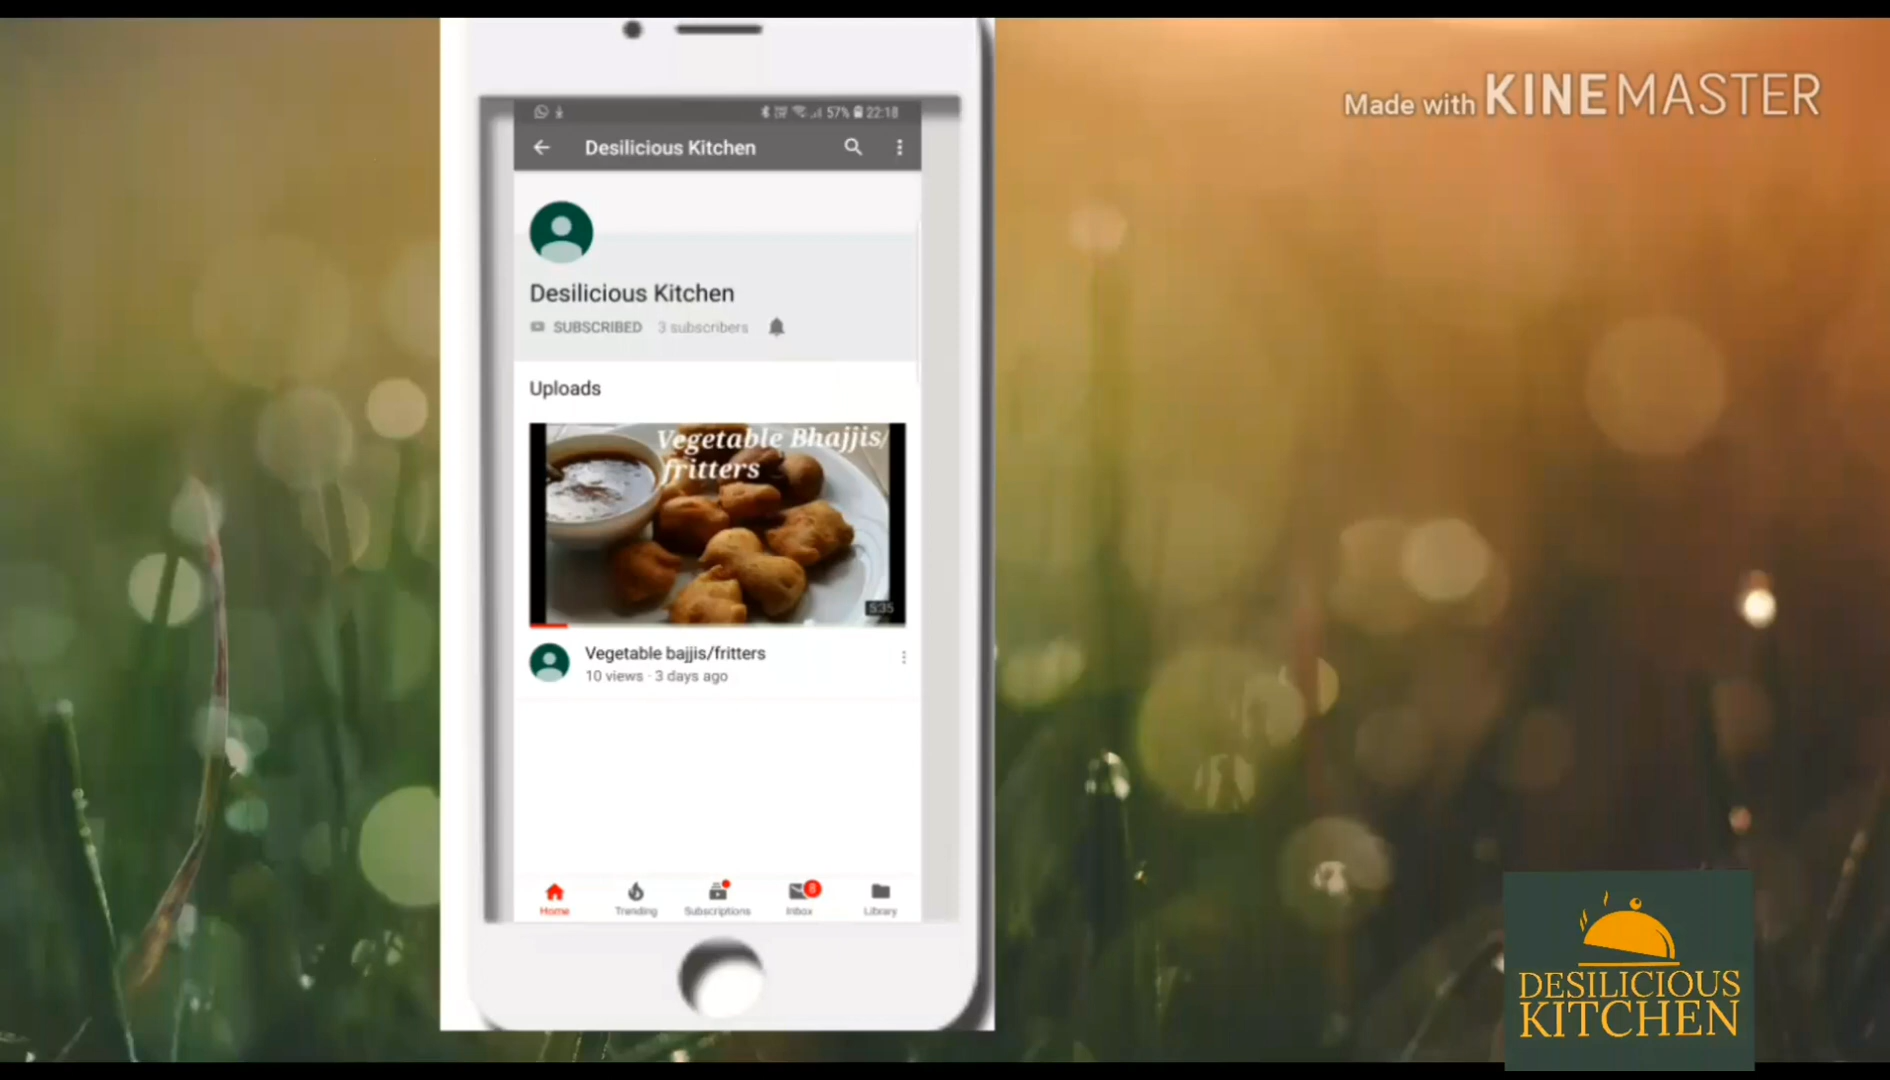 Made with KINEMASTER
57% 22:18
Desilicious Kitchen
Desilicious Kitchen
SUBSCRIBED 3 subscribers
Uploads
Vegetable Bhajjis/
fritters
5:35
Vegetable bajjis/fritters
10 views · 3 days ago
Home Trending Subscriptions Inbox Library
8
DESILICIOUS
KITCHEN